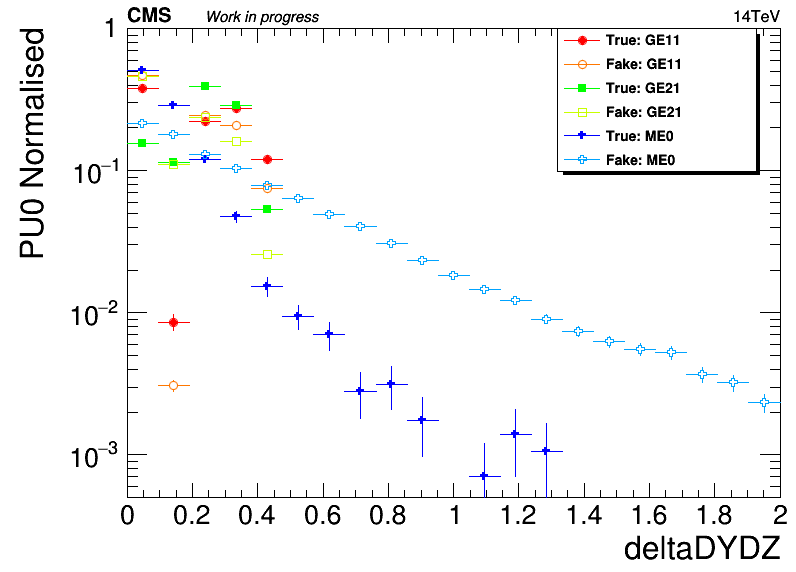 CMS Work in progress 14TeV
PU0 Normalised
1
10⁻¹
10⁻²
10⁻³
True: GE11
Fake: GE11
True: GE21
Fake: GE21
True: ME0
Fake: ME0
0 0.2 0.4 0.6 0.8 1 1.2 1.4 1.6 1.8 2
deltaDYDZ